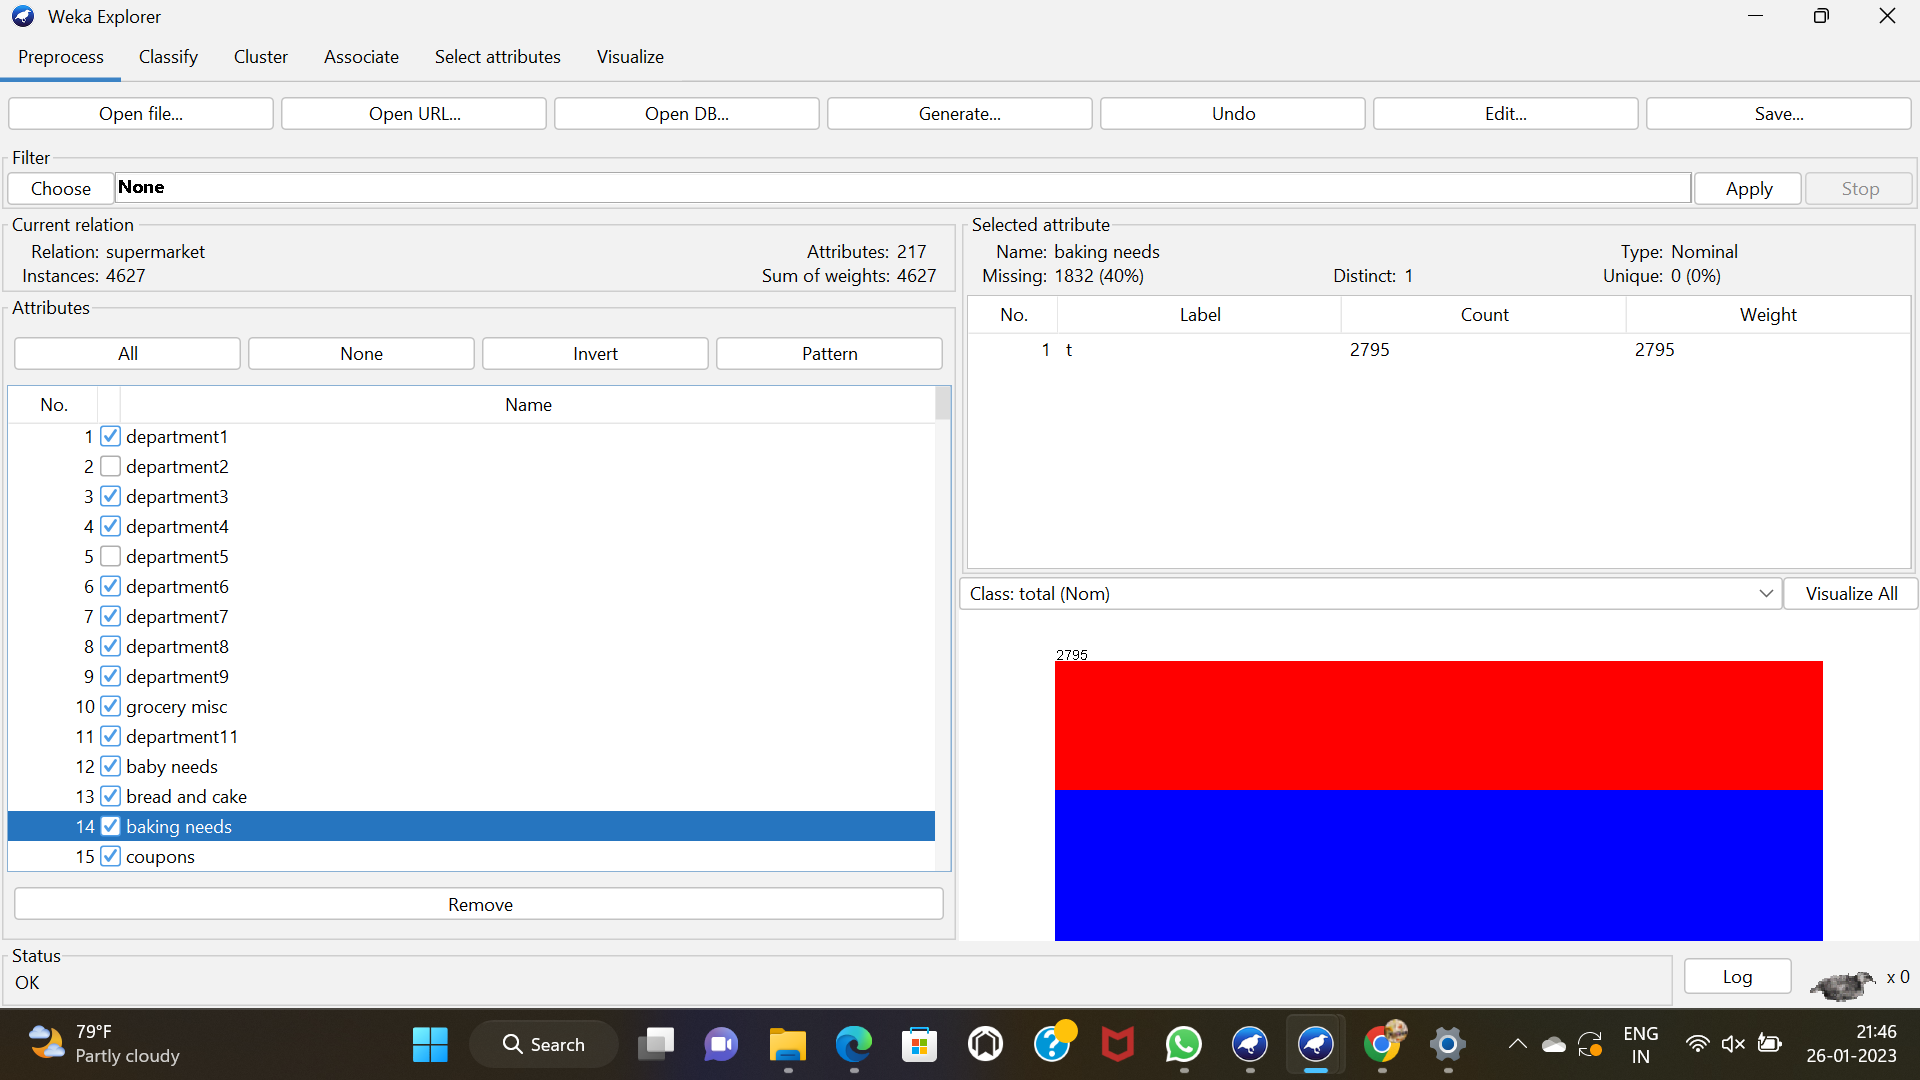 Weka Explorer
Preprocess Classify Cluster Associate Select attributes Visualize
Open file... Open URL... Open DB... Generate... Undo Edit... Save...
Filter
Choose None Apply Stop
Current relation
Relation: supermarket Attributes: 217
Instances: 4627 Sum of weights: 4627
Selected attribute
Name: baking needs Type: Nominal
Missing: 1832 (40%) Distinct: 1 Unique: 0 (0%)
No. Label Count Weight
1 t 2795 2795
Attributes
All None Invert Pattern
No. Name
1 department1
2 department2
3 department3
4 department4
5 department5
6 department6
7 department7
8 department8
9 department9
10 grocery misc
11 department11
12 baby needs
13 bread and cake
14 baking needs
15 coupons
Remove
Class: total (Nom) Visualize All
2795
Status
OK
Log x 0
79°F
Partly cloudy
Search
ENG
IN
21:46
26-01-2023